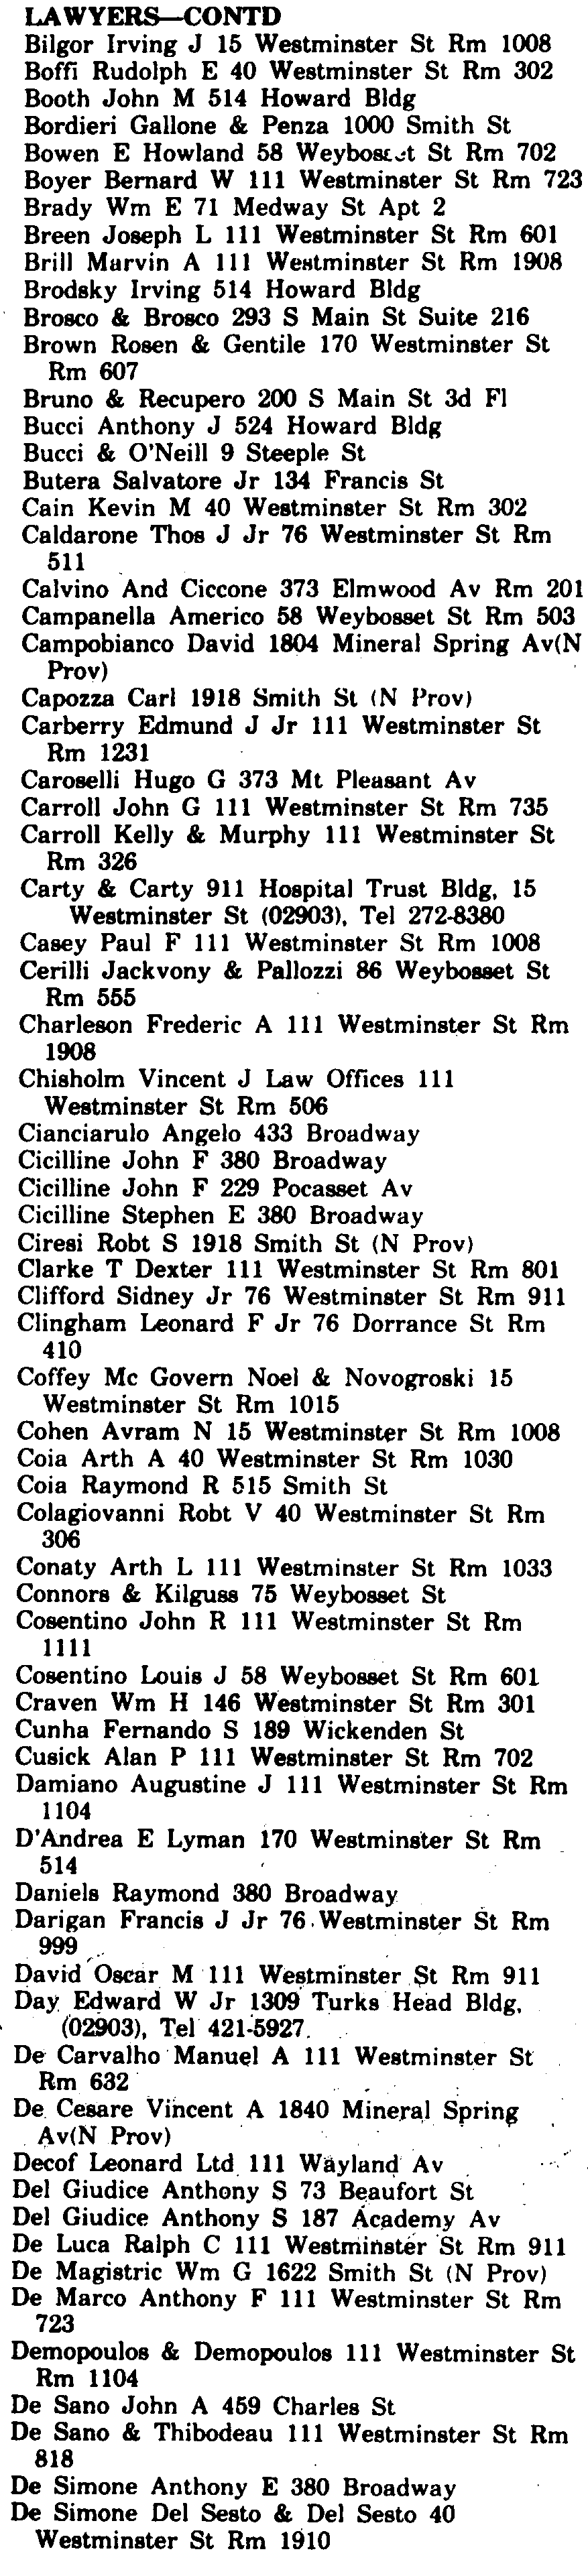 LAWYERS—CONTD
Bilgor Irving J 15 Westminster St Rm 1008
Boffi Rudolph E 40 Westminster St Rm 302
Booth John M 514 Howard Bldg
Bordieri Gallone & Penza 1000 Smith St
Bowen E Howland 58 Weybosset St Rm 702
Boyer Bernard W 111 Westminster St Rm 723
Brady Wm E 71 Medway St Apt 2
Breen Joseph L 111 Westminster St Rm 601
Brill Marvin A 111 Westminster St Rm 1908
Brodsky Irving 514 Howard Bldg
Brosco & Brosco 293 S Main St Suite 216
Brown Rosen & Gentile 170 Westminster St
Rm 607
Bruno & Recupero 200 S Main St 3d Fl
Bucci Anthony J 524 Howard Bldg
Bucci & O'Neill 9 Steeple St
Butera Salvatore Jr 134 Francis St
Cain Kevin M 40 Westminster St Rm 302
Caldarone Thos J Jr 76 Westminster St Rm
511
Calvino And Ciccone 373 Elmwood Av Rm 201
Campanella Americo 58 Weybosset St Rm 503
Campobianco David 1804 Mineral Spring Av(N
Prov)
Capozza Carl 1918 Smith St (N Prov)
Carberry Edmund J Jr 111 Westminster St
Rm 1231
Caroselli Hugo G 373 Mt Pleasant Av
Carroll John G 111 Westminster St Rm 735
Carroll Kelly & Murphy 111 Westminster St
Rm 326
Carty & Carty 911 Hospital Trust Bldg, 15
Westminster St (02903), Tel 272-8380
Casey Paul F 111 Westminster St Rm 1008
Cerilli Jackvony & Pallozzi 86 Weybosset St
Rm 555
Charleson Frederic A 111 Westminster St Rm
1908
Chisholm Vincent J Law Offices 111
Westminster St Rm 506
Cianciarulo Angelo 433 Broadway
Cicilline John F 380 Broadway
Cicilline John F 229 Pocasset Av
Cicilline Stephen E 380 Broadway
Ciresi Robt S 1918 Smith St (N Prov)
Clarke T Dexter 111 Westminster St Rm 801
Clifford Sidney Jr 76 Westminster St Rm 911
Clingham Leonard F Jr 76 Dorrance St Rm
410
Coffey Mc Govern Noel & Novogroski 15
Westminster St Rm 1015
Cohen Avram N 15 Westminster St Rm 1008
Coia Arth A 40 Westminster St Rm 1030
Coia Raymond R 515 Smith St
Colagiovanni Robt V 40 Westminster St Rm
306
Conaty Arth L 111 Westminster St Rm 1033
Connors & Kilguss 75 Weybosset St
Cosentino John R 111 Westminster St Rm
1111
Cosentino Louis J 58 Weybosset St Rm 601
Craven Wm H 146 Westminster St Rm 301
Cunha Fernando S 189 Wickenden St
Cusick Alan P 111 Westminster St Rm 702
Damiano Augustine J 111 Westminster St Rm
1104
D'Andrea E Lyman 170 Westminster St Rm
514
Daniels Raymond 380 Broadway
Darigan Francis J Jr 76 Westminster St Rm
999
David Oscar M 111 Westminster St Rm 911
Day Edward W Jr 1309 Turks Head Bldg,
(02903), Tel 421-5927
De Carvalho Manuel A 111 Westminster St
Rm 632
De Cesare Vincent A 1840 Mineral Spring
Av(N Prov)
Decof Leonard Ltd 111 Wayland Av
Del Giudice Anthony S 73 Beaufort St
Del Giudice Anthony S 187 Academy Av
De Luca Ralph C 111 Westminster St Rm 911
De Magistric Wm G 1622 Smith St (N Prov)
De Marco Anthony F 111 Westminster St Rm
723
Demopoulos & Demopoulos 111 Westminster St
Rm 1104
De Sano John A 459 Charles St
De Sano & Thibodeau 111 Westminster St Rm
818
De Simone Anthony E 380 Broadway
De Simone Del Sesto & Del Sesto 40
Westminster St Rm 1910